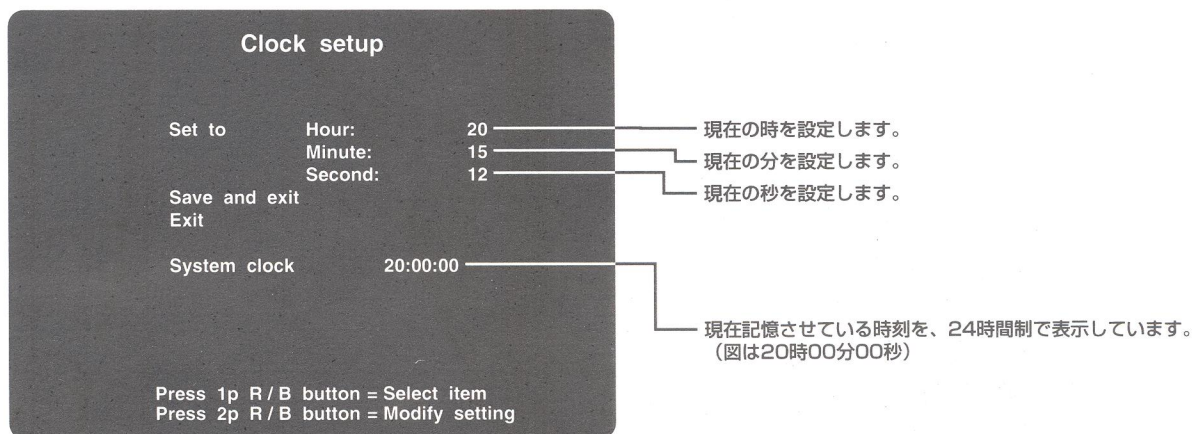 Clock setup
Set to Hour: 20
現在の時を設定します。
Minute: 15
現在の分を設定します。
Second: 12
現在の秒を設定します。
Save and exit
Exit
System clock 20:00:00
現在記憶させている時刻を、24時間制で表示しています。
（図は20時00分00秒）
Press 1p R / B button = Select item
Press 2p R / B button = Modify setting